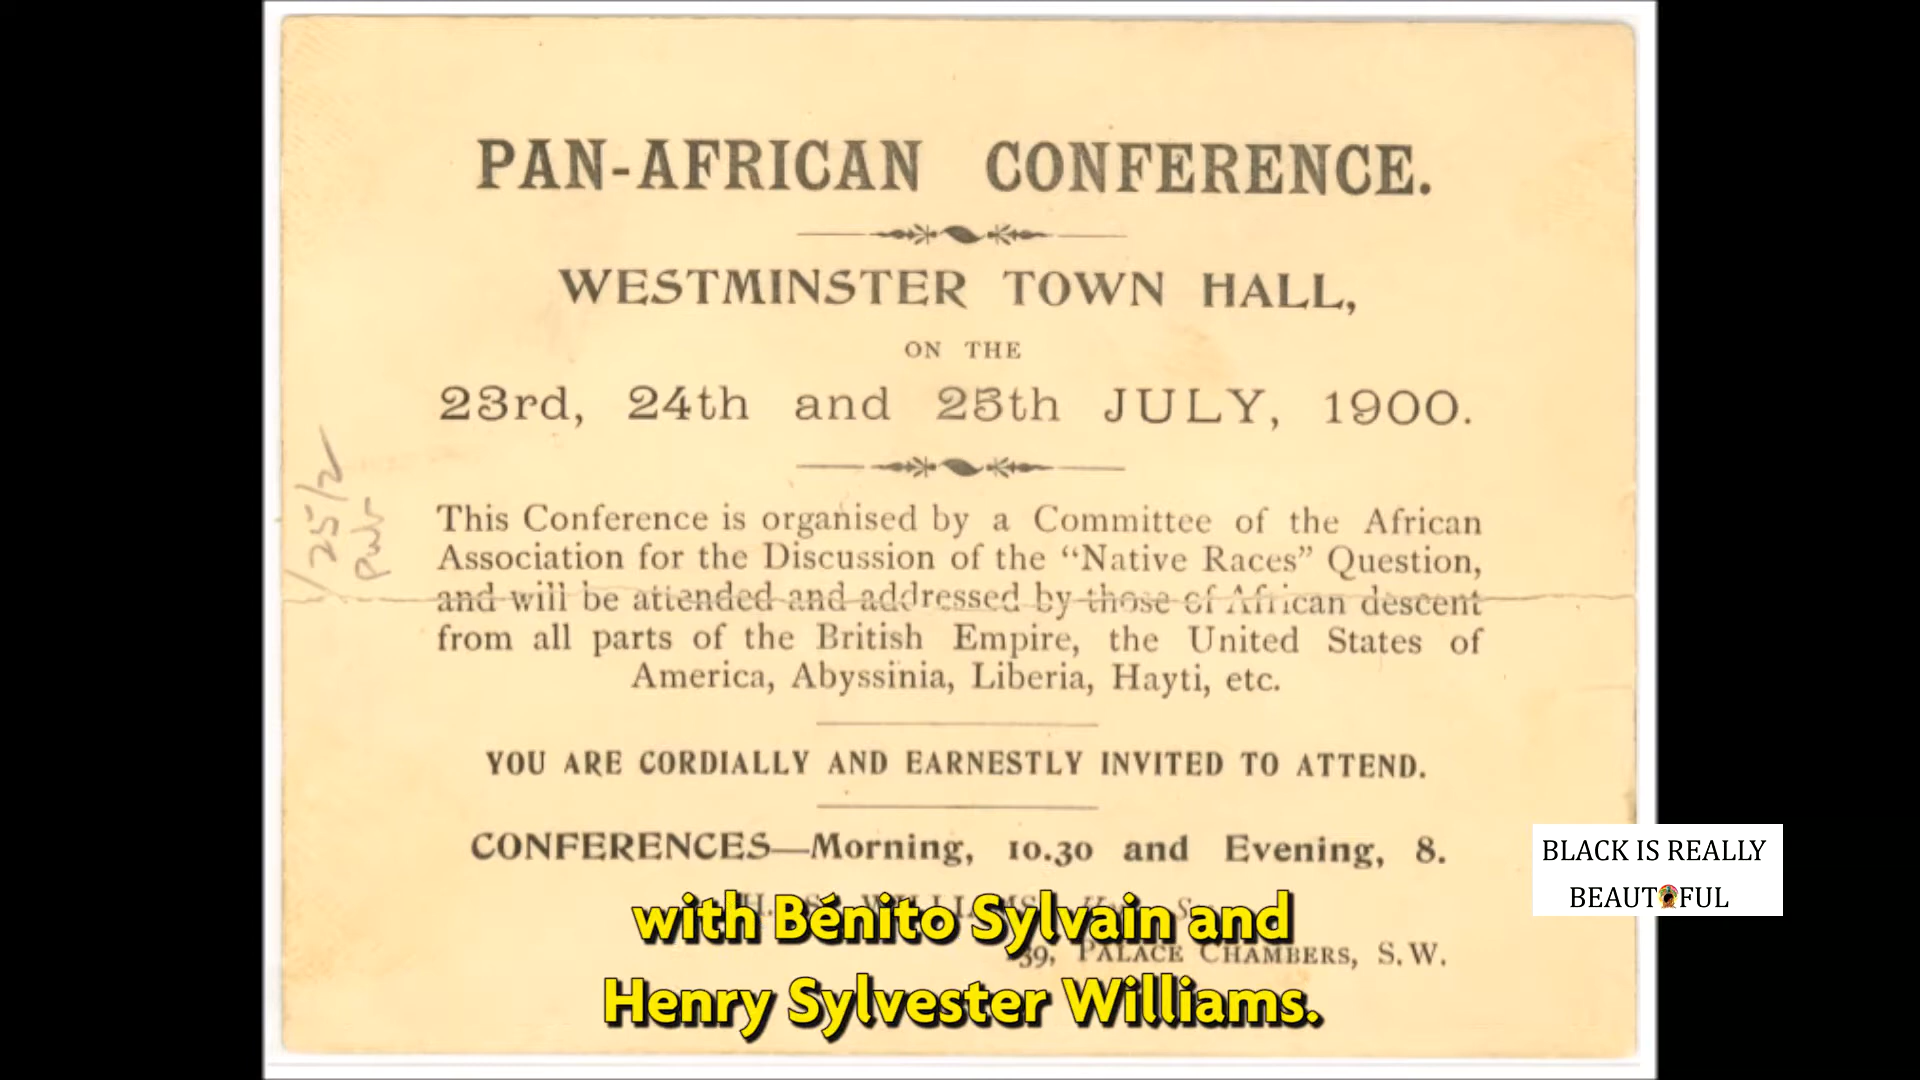 PAN-AFRICAN CONFERENCE.
WESTMINSTER TOWN HALL,
ON THE
23rd, 24th and 25th JULY, 1900.
This Conference is organised by a Committee of the African
Association for the Discussion of the “Native Races” Question,
and will be attended and addressed by those of African descent
from all parts of the British Empire, the United States of
America, Abyssinia, Liberia, Hayti, etc.
YOU ARE CORDIALLY AND EARNESTLY INVITED TO ATTEND.
CONFERENCES—Morning, 10.30 and Evening, 8.
H. S. WILLIAMS,
39, PALACE CHAMBERS, S.W.
with Bénito Sylvain and
Henry Sylvester Williams.
BLACK IS REALLY
BEAUTIFUL